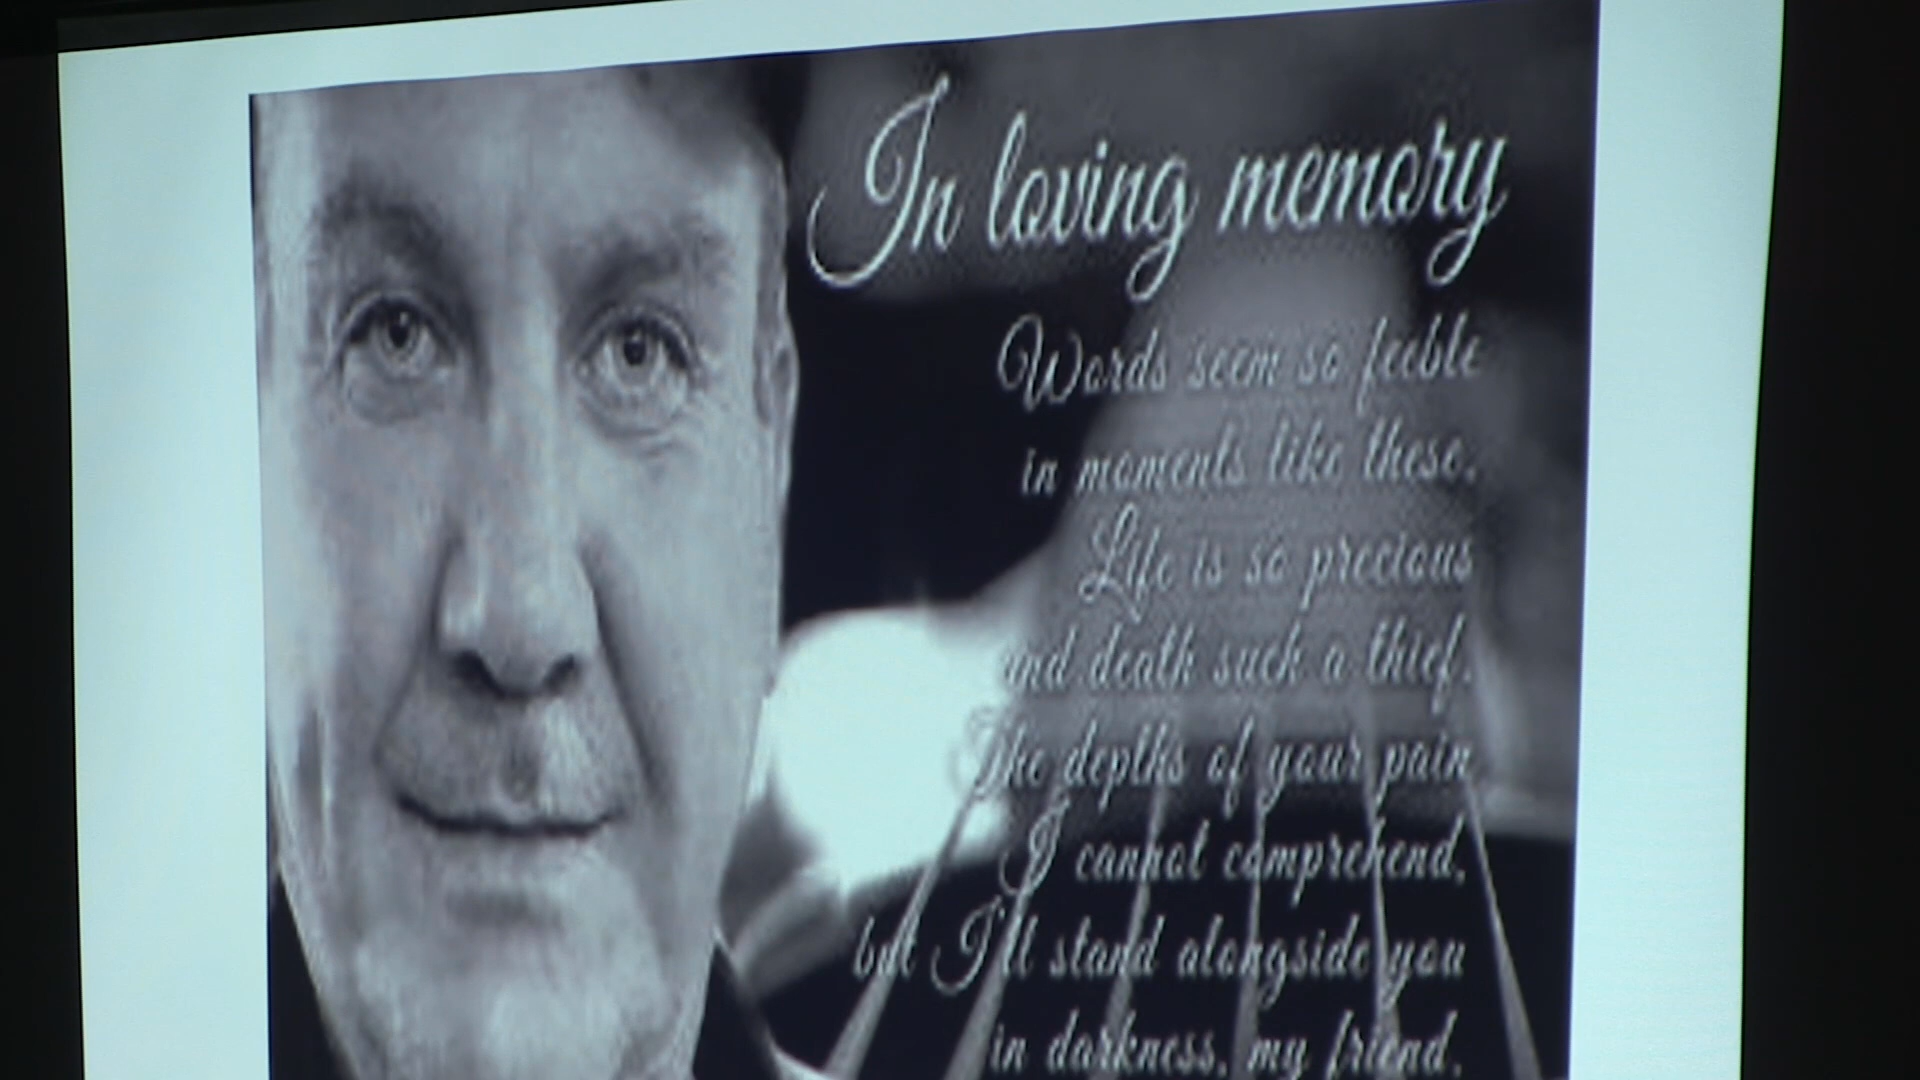 In loving memory
Words seem so feeble
in moments like these.
Life is so precious
and death such a thief.
The depths of your pain
I cannot comprehend,
but I'll stand alongside you
in darkness, my friend.